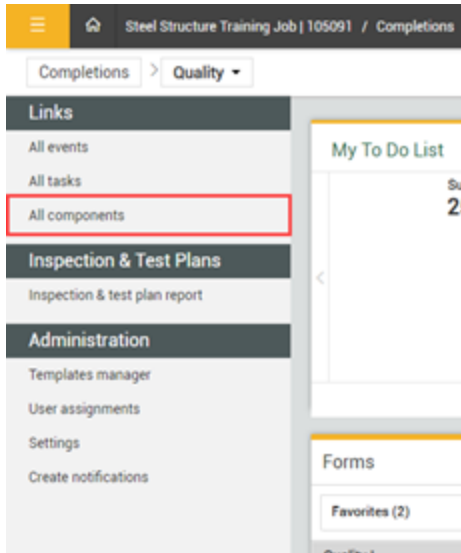 Steel Structure Training Job | 105091 / Completions
Completions > Quality
Links
All events
My To Do List
All tasks
All components
Inspection & Test Plans
Inspection & test plan report
Administration
Templates manager
User assignments
Settings
Forms
Create notifications
Favorites (2)